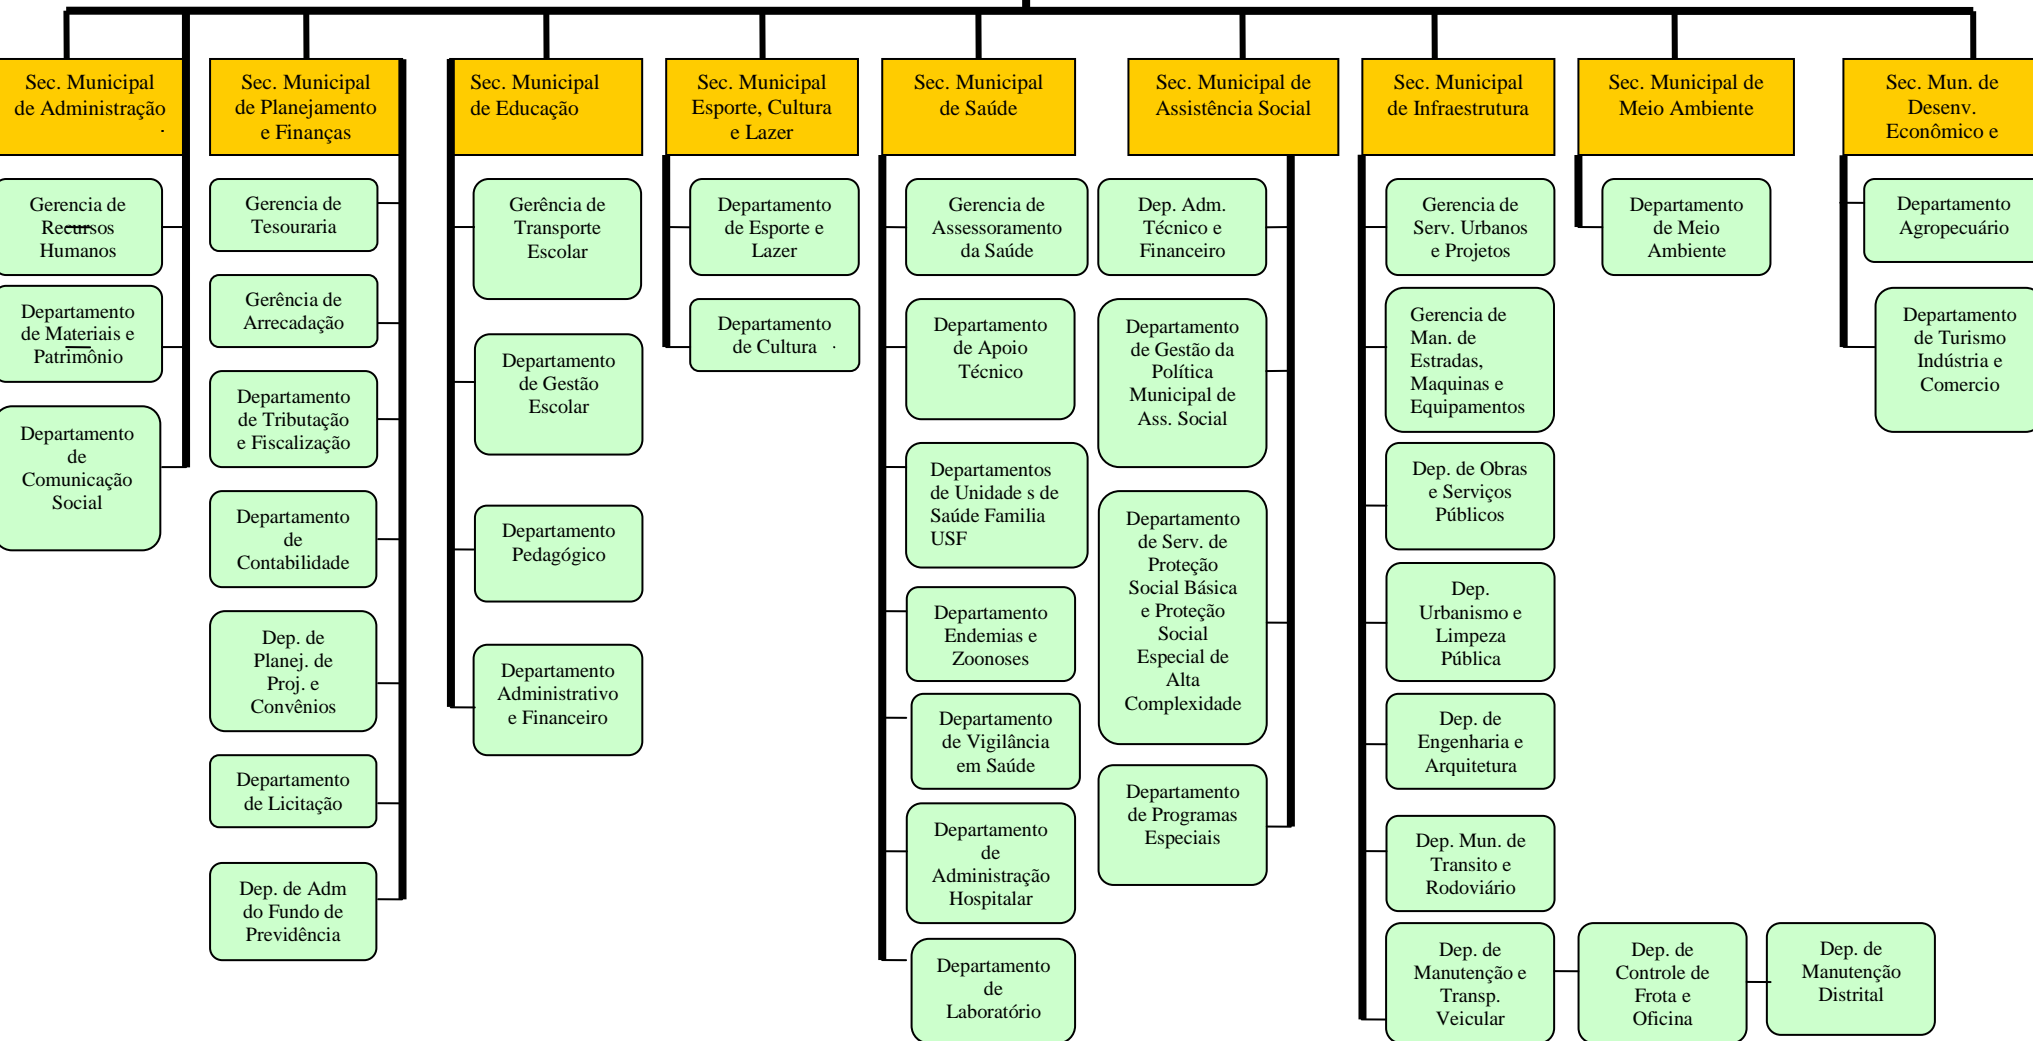 Sec. Municipal
de Administração
.
Sec. Municipal
de Planejamento
e Finanças
Sec. Municipal
de Educação
Sec. Municipal
Esporte, Cultura
e Lazer
Sec. Municipal
de Saúde
Sec. Municipal de
Assistência Social
Sec. Municipal
de Infraestrutura
Sec. Municipal de
Meio Ambiente
Sec. Mun. de
Desenv.
Econômico e
Gerencia de
Recursos
Humanos
Departamento
de Materiais e
Patrimônio
Departamento
de
Comunicação
Social
Gerencia de
Tesouraria
Gerência de
Arrecadação
Departamento
de Tributação
e Fiscalização
Departamento
de
Contabilidade
Dep. de
Planej. de
Proj. e
Convênios
Departamento
de Licitação
Dep. de Adm
do Fundo de
Previdência
Gerência de
Transporte
Escolar
Departamento
de Gestão
Escolar
Departamento
Pedagógico
Departamento
Administrativo
e Financeiro
Departamento
de Esporte e
Lazer
Departamento
de Cultura .
Gerencia de
Assessoramento
da Saúde
Departamento
de Apoio
Técnico
Departamentos
de Unidade s de
Saúde Familia
USF
Departamento
Endemias e
Zoonoses
Departamento
de Vigilância
em Saúde
Departamento
de
Administração
Hospitalar
Departamento
de
Laboratório
Dep. Adm.
Técnico e
Financeiro
Departamento
de Gestão da
Política
Municipal de
Ass. Social
Departamento
de Serv. de
Proteção
Social Básica
e Proteção
Social
Especial de
Alta
Complexidade
Departamento
de Programas
Especiais
Gerencia de
Serv. Urbanos
e Projetos
Gerencia de
Man. de
Estradas,
Maquinas e
Equipamentos
Dep. de Obras
e Serviços
Públicos
Dep.
Urbanismo e
Limpeza
Pública
Dep. de
Engenharia e
Arquitetura
Dep. Mun. de
Transito e
Rodoviário
Dep. de
Manutenção e
Transp.
Veicular
Dep. de
Controle de
Frota e
Oficina
Dep. de
Manutenção
Distrital
Departamento
de Meio
Ambiente
Departamento
Agropecuário
Departamento
de Turismo
Indústria e
Comercio